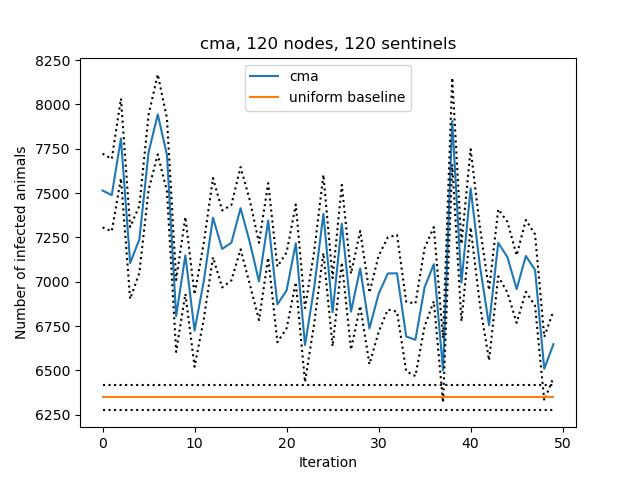 cma, 120 nodes, 120 sentinels
cma
uniform baseline
Number of infected animals
8250
8000
7750
7500
7250
7000
6750
6500
6250
0 10 20 30 40 50
Iteration